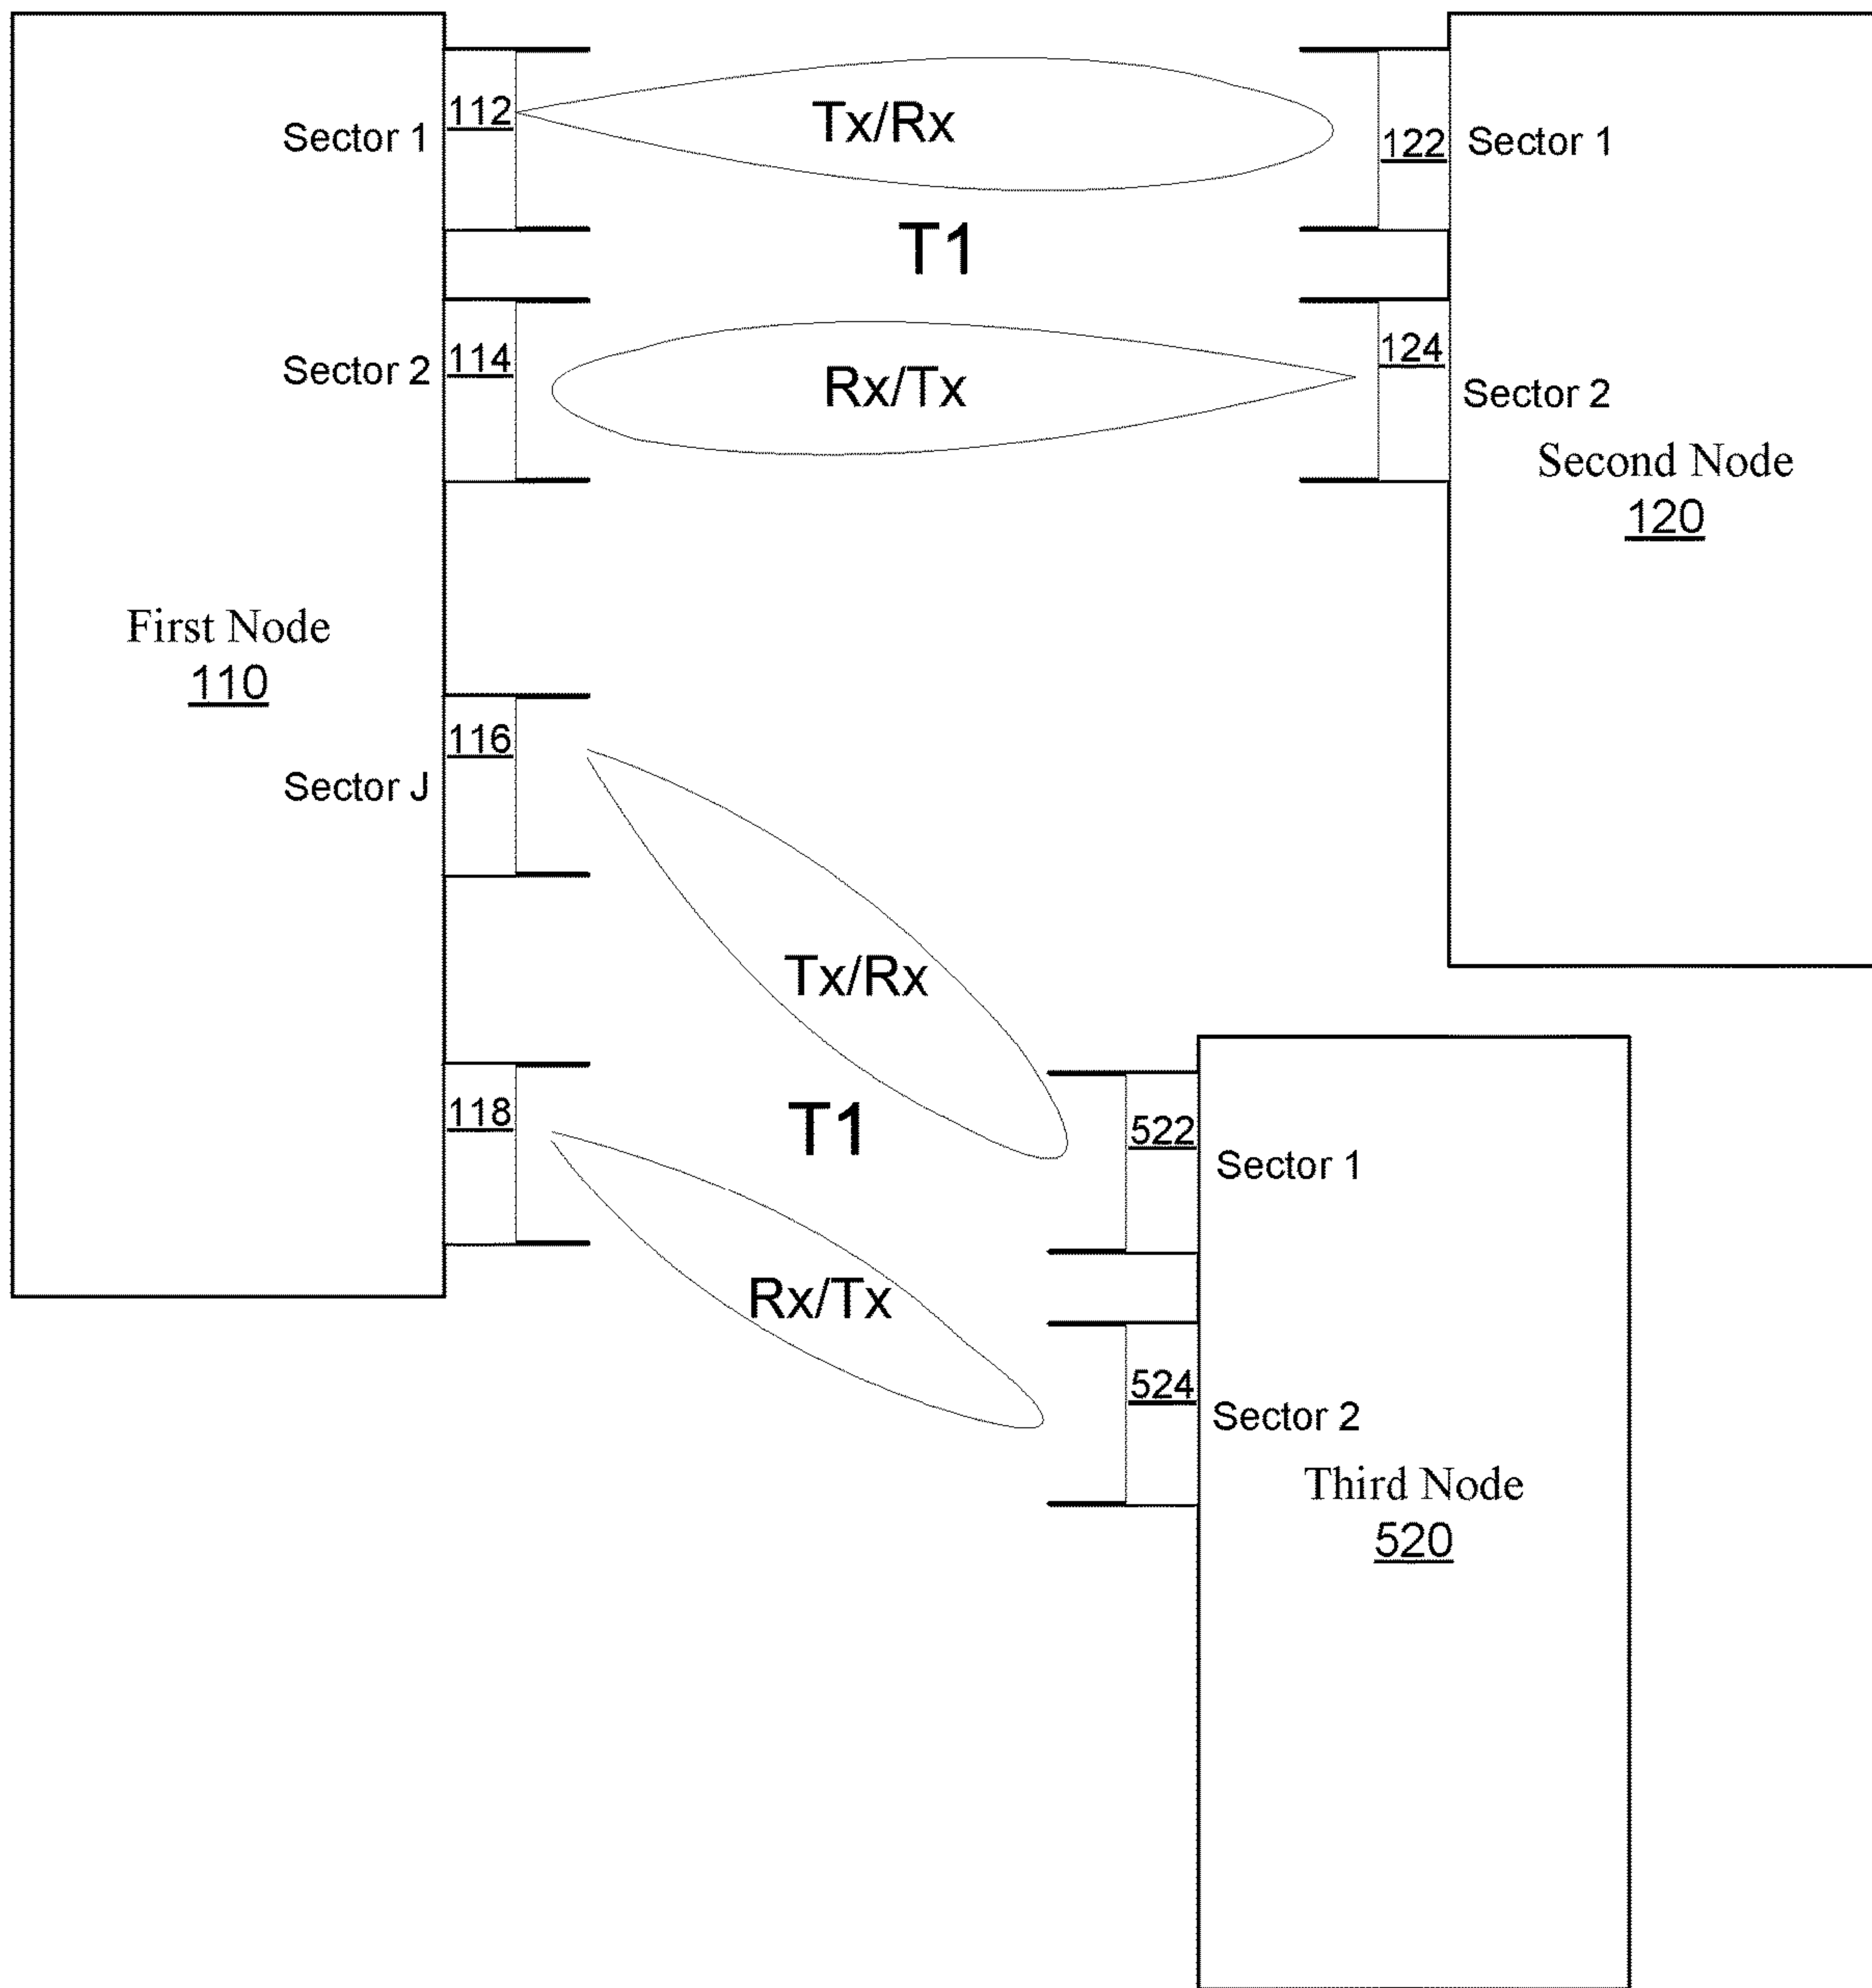 112
Sector 1
Tx/Rx
122
Sector 1
T1
114
Sector 2
Rx/Tx
124
Sector 2
Second Node
120
First Node
110
116
Sector J
Tx/Rx
118
T1
522
Sector 1
Rx/Tx
524
Sector 2
Third Node
520